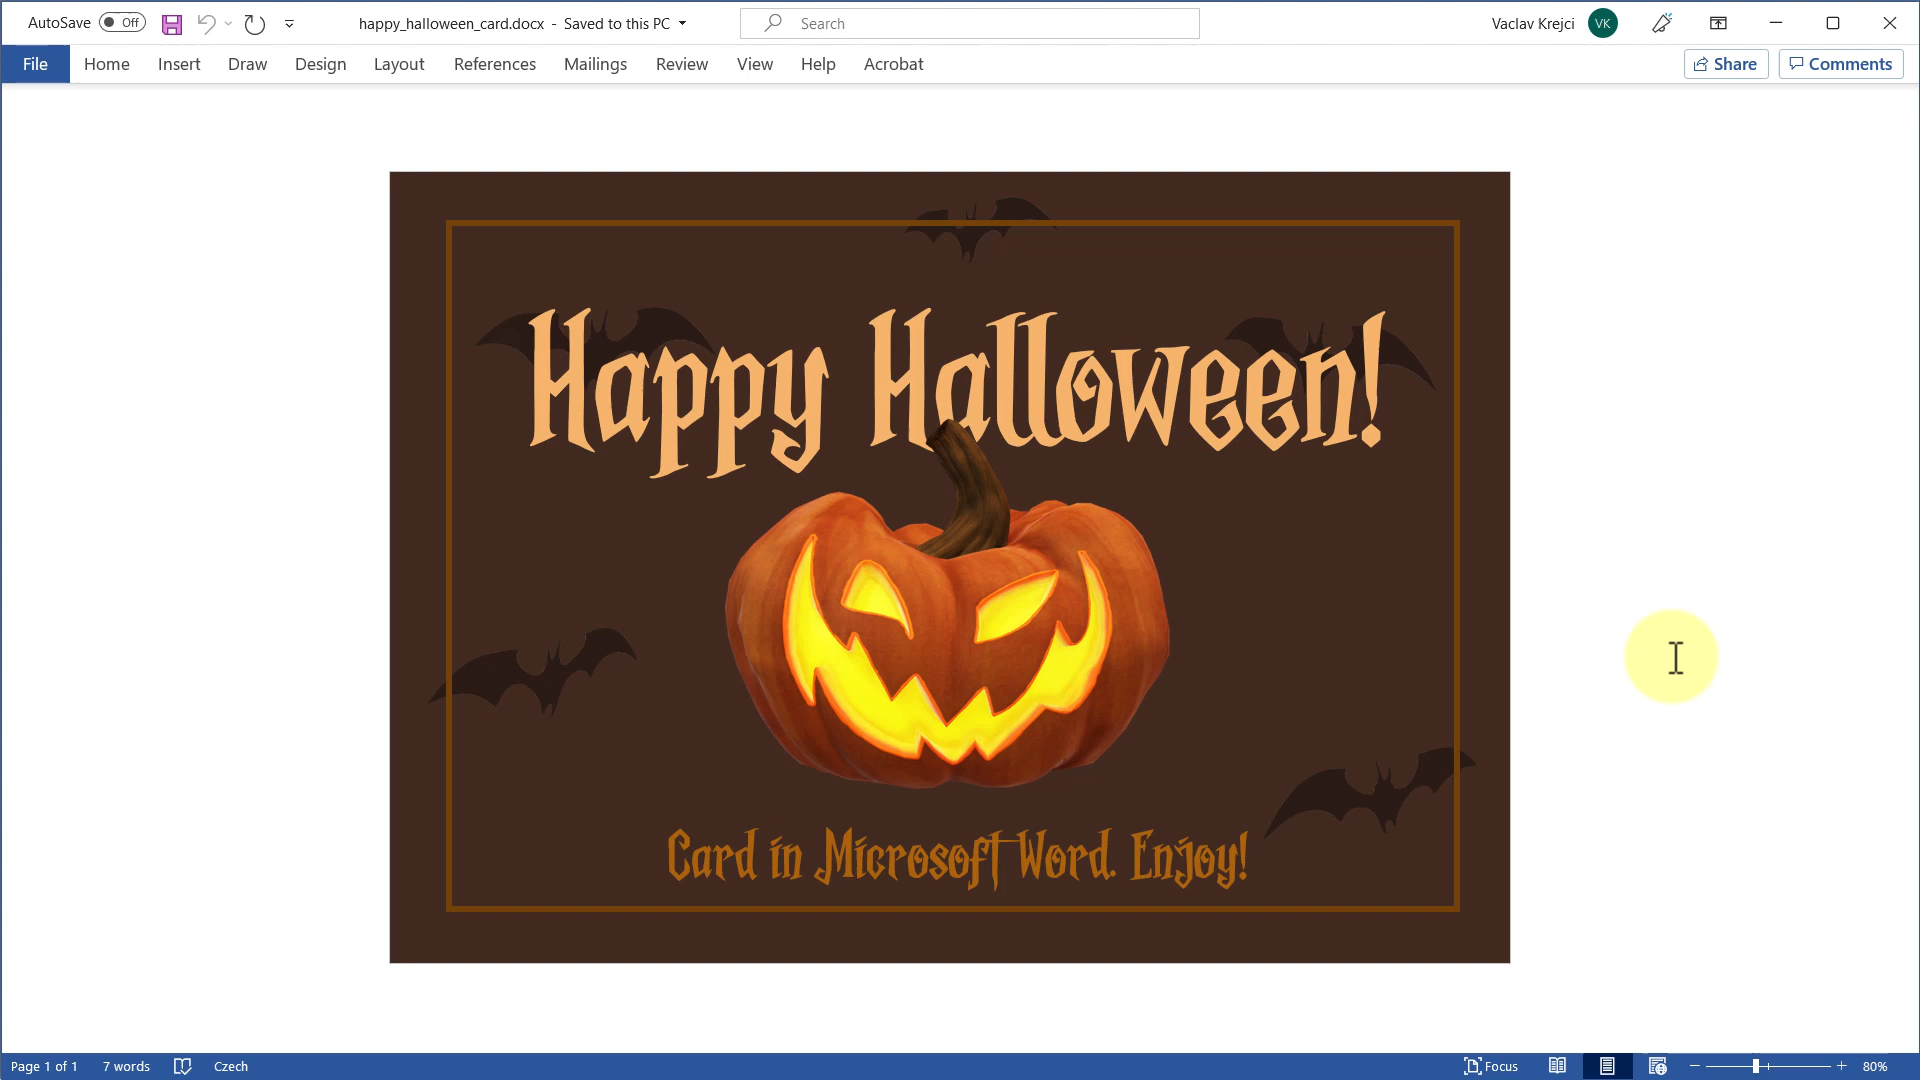 AutoSave Off happy_halloween_card.docx - Saved to this PC Search Vaclav Krejci VK
File Home Insert Draw Design Layout References Mailings Review View Help Acrobat Share Comments
Happy Halloween!
Card in Microsoft Word. Enjoy!
Page 1 of 1 7 words Czech Focus 80%